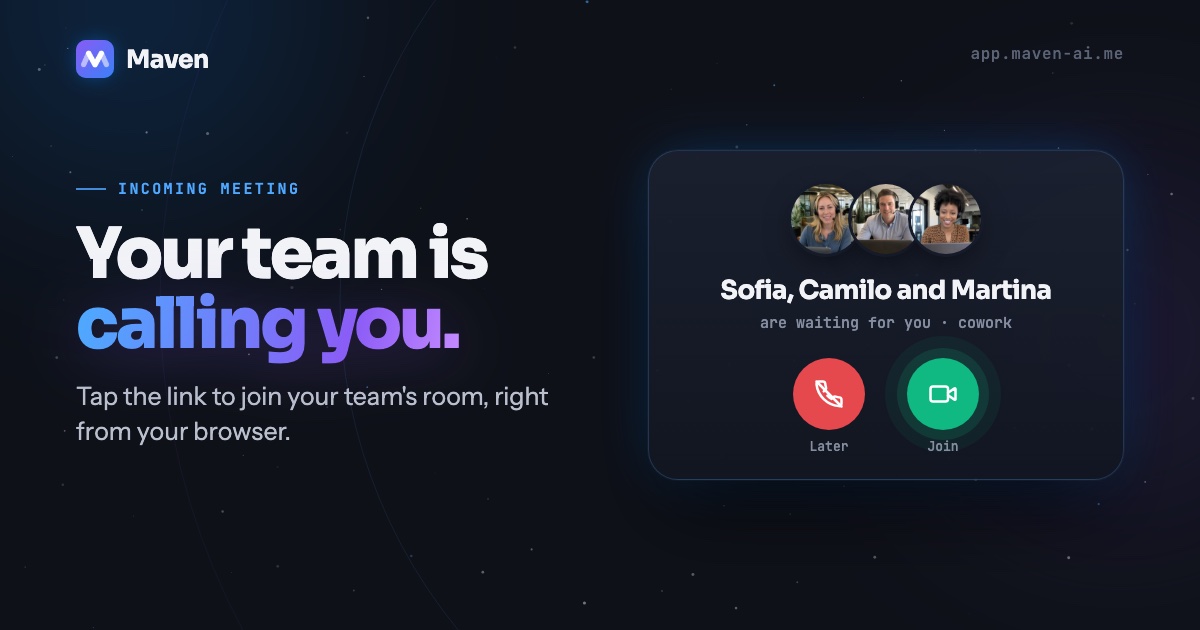 Maven
app.maven-ai.me
INCOMING MEETING
Your team is
calling you.
Tap the link to join your team's room, right
from your browser.
Sofia, Camilo and Martina
are waiting for you · cowork
Later
Join